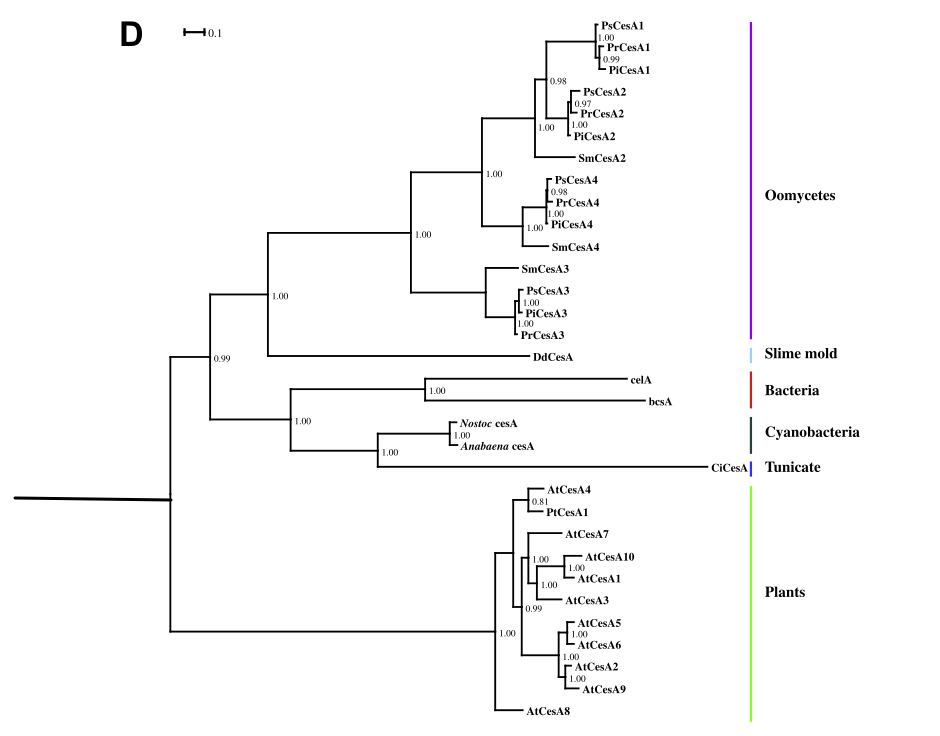 D
0.1
PsCesA1
1.00
PrCesA1
0.99
PiCesA1
0.98
PsCesA2
0.97
PrCesA2
1.00
1.00
PiCesA2
SmCesA2
1.00
PsCesA4
0.98
PrCesA4
1.00
PiCesA4
1.00
1.00
SmCesA4
SmCesA3
PsCesA3
1.00
PiCesA3
1.00
PrCesA3
1.00
DdCesA
0.99
celA
1.00
bcsA
1.00
Nostoc cesA
1.00
Anabaena cesA
1.00
CiCesA
AtCesA4
0.81
PtCesA1
AtCesA7
1.00
AtCesA10
1.00
AtCesA1
1.00
AtCesA3
0.99
AtCesA5
1.00
1.00
AtCesA6
1.00
AtCesA2
1.00
AtCesA9
AtCesA8
Oomycetes
Slime mold
Bacteria
Cyanobacteria
Tunicate
Plants